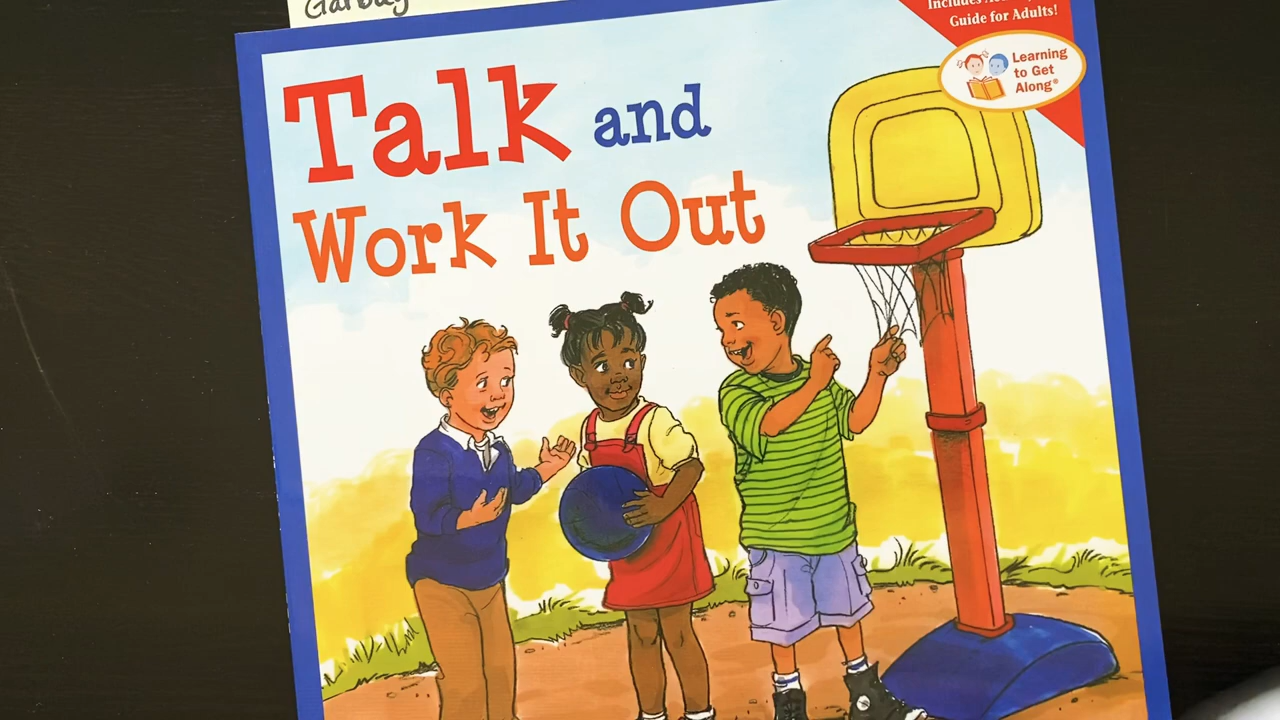 Guide for Adults!
Learning
to Get
Along®
Talk and
Work It Out